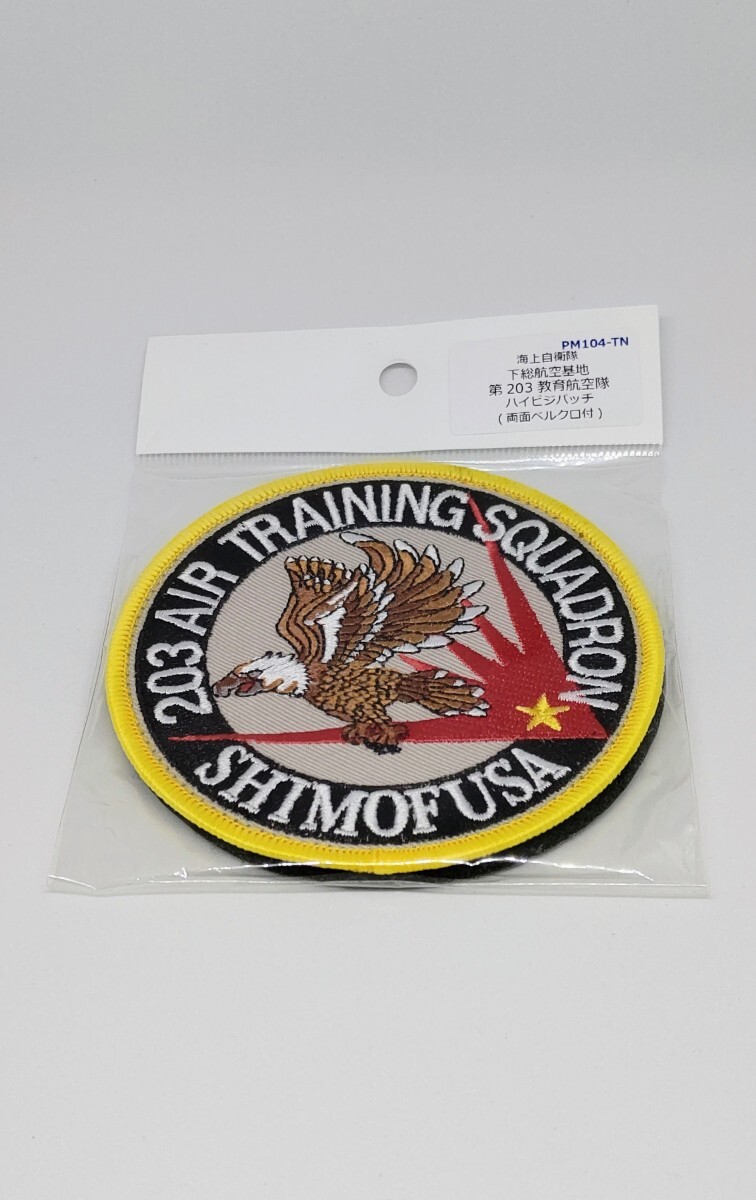 PM104-TN
海上自衛隊
下総航空基地
第203教育航空隊
ハイビジパッチ
(両面ベルクロ付)
203 AIR TRAINING SQUADRON
SHIMOFUSA